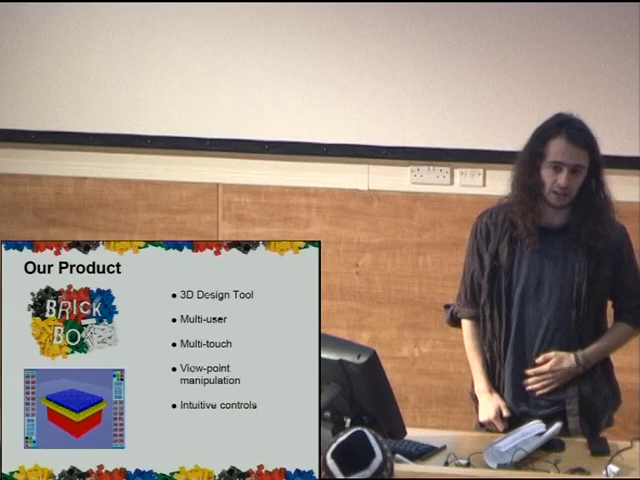 Our Product
BRICK
BOX
3D Design Tool
Multi-user
Multi-touch
View-point
manipulation
Intuitive controls